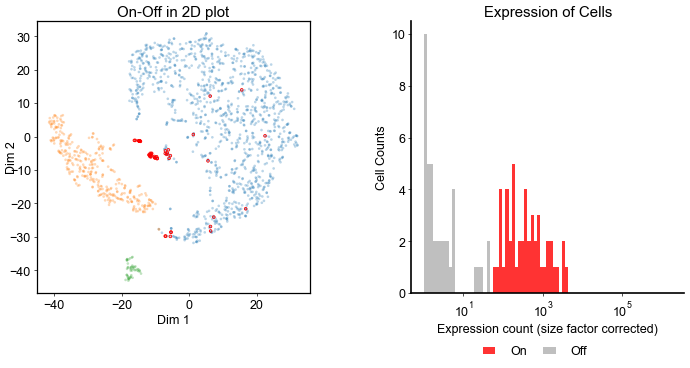 On-Off in 2D plot
Expression of Cells
30
20
10
0
−10
−20
−30
−40
Dim 2
−40 −20 0 20
Dim 1
10
8
6
4
2
0
Cell Counts
10¹ 10³ 10⁵
Expression count (size factor corrected)
On Off